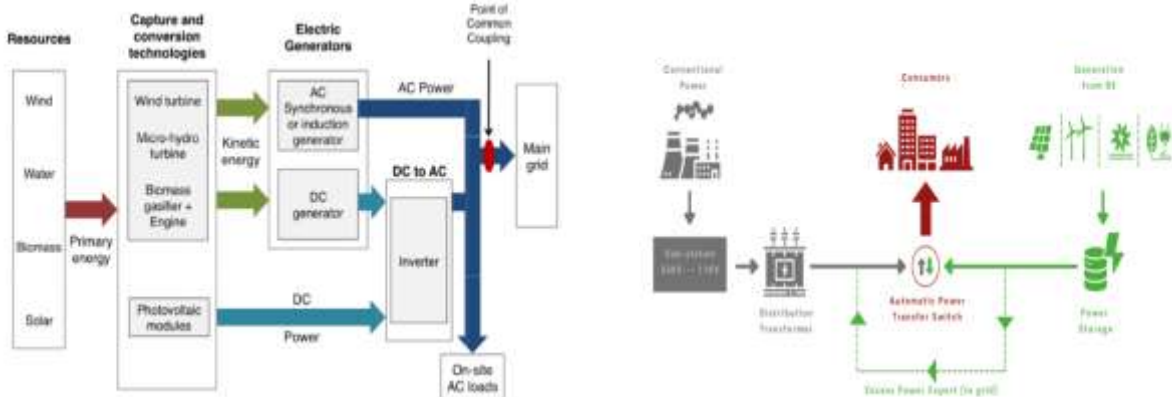 Resources
Wind
Water
Biomass
Solar
Primary
energy
Capture and
conversion
technologies
Wind turbine
Micro-hydro
turbine
Biomass
gasifier +
Engine
Photovoltaic
modules
Kinetic
energy
Electric
Generators
AC
Synchronous
or induction
generator
DC
generator
DC
Power
DC to AC
Inverter
AC Power
Point of
Common
Coupling
Main
grid
On-site
AC loads
Conventional
Power
Sub-station
Distribution
Transformer
Consumers
Automatic Power
Transfer Switch
Generation
from RE
Power
Storage
Excess Power Export (to grid)